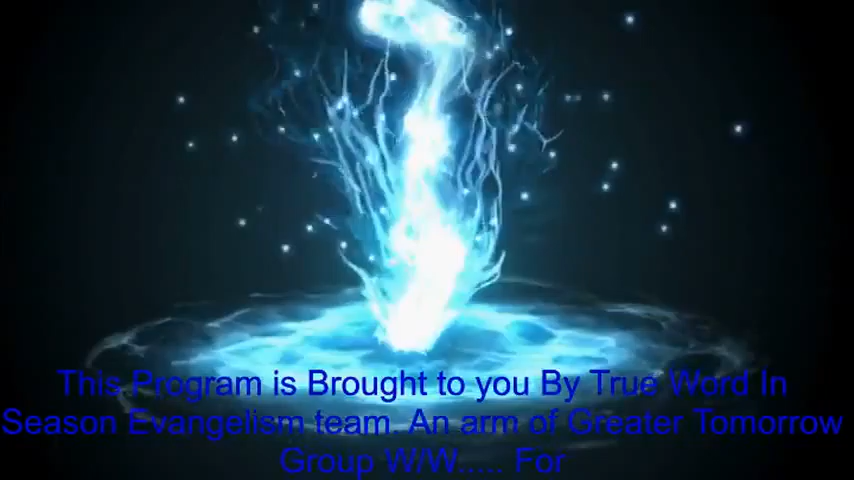 This Program is Brought to you By True Word In
Season Evangelism team. An arm of Greater Tomorrow
Group W/W..... For